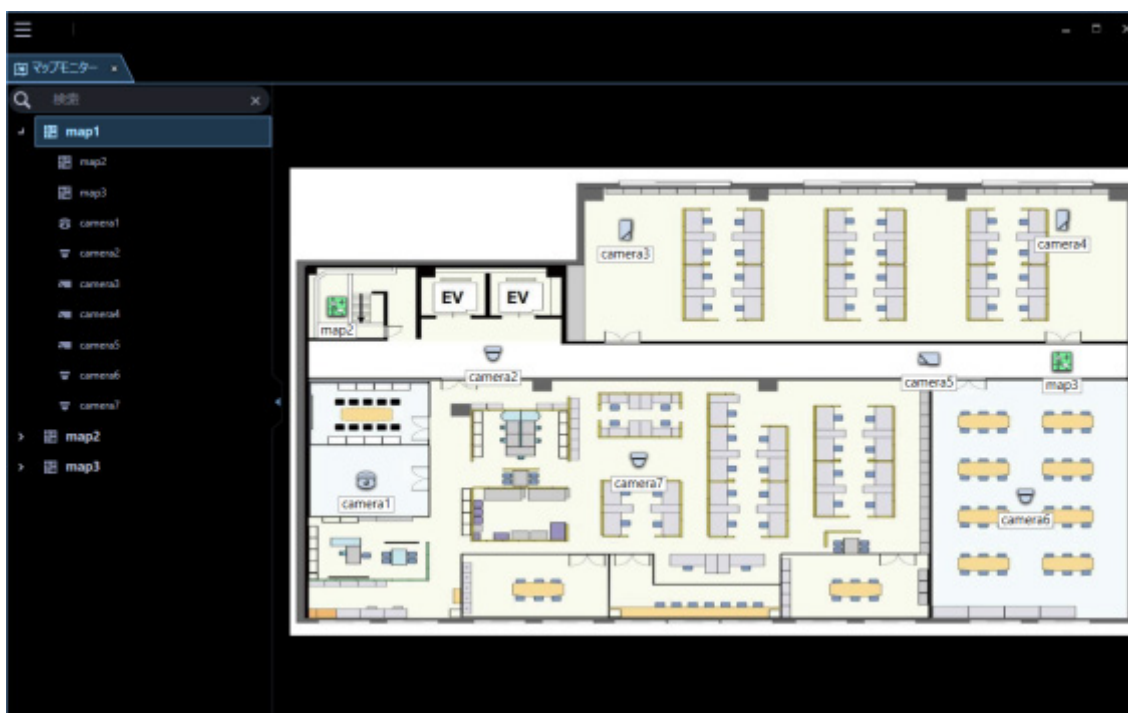 マップモニター
検索
map1
map2
map3
camera1
camera2
camera3
camera4
camera5
camera6
camera7
map2
map3
camera3
camera4
EV
EV
map2
camera2
camera5
map3
camera7
camera1
camera6